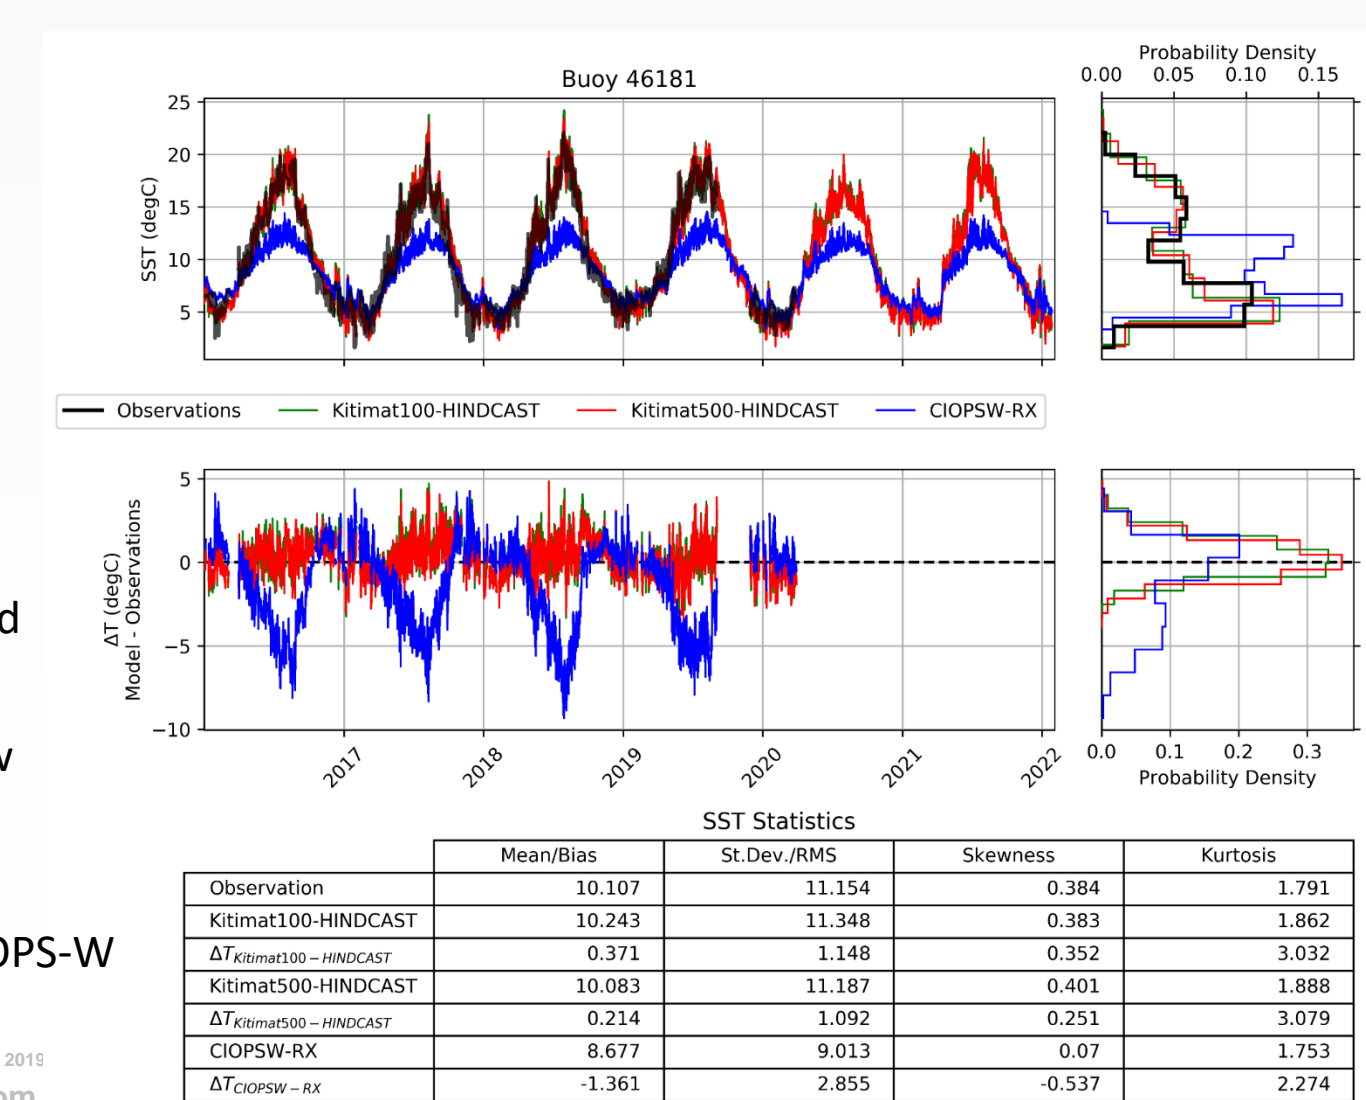 Probability Density
0.00 0.05 0.10 0.15
Buoy 46181
25
20
15
10
5
SST (degC)
Observations Kitimat100-HINDCAST Kitimat500-HINDCAST CIOPSW-RX
5
0
−5
−10
ΔT (degC)
Model - Observations
2017 2018 2019 2020 2021 2022
0.0 0.1 0.2 0.3
Probability Density
d
w
OPS-W
2019
om
SST Statistics
Mean/Bias St.Dev./RMS Skewness Kurtosis
Observation 10.107 11.154 0.384 1.791
Kitimat100-HINDCAST 10.243 11.348 0.383 1.862
ΔT Kitimat100−HINDCAST 0.371 1.148 0.352 3.032
Kitimat500-HINDCAST 10.083 11.187 0.401 1.888
ΔT Kitimat500−HINDCAST 0.214 1.092 0.251 3.079
CIOPSW-RX 8.677 9.013 0.07 1.753
ΔT CIOPSW−RX -1.361 2.855 -0.537 2.274